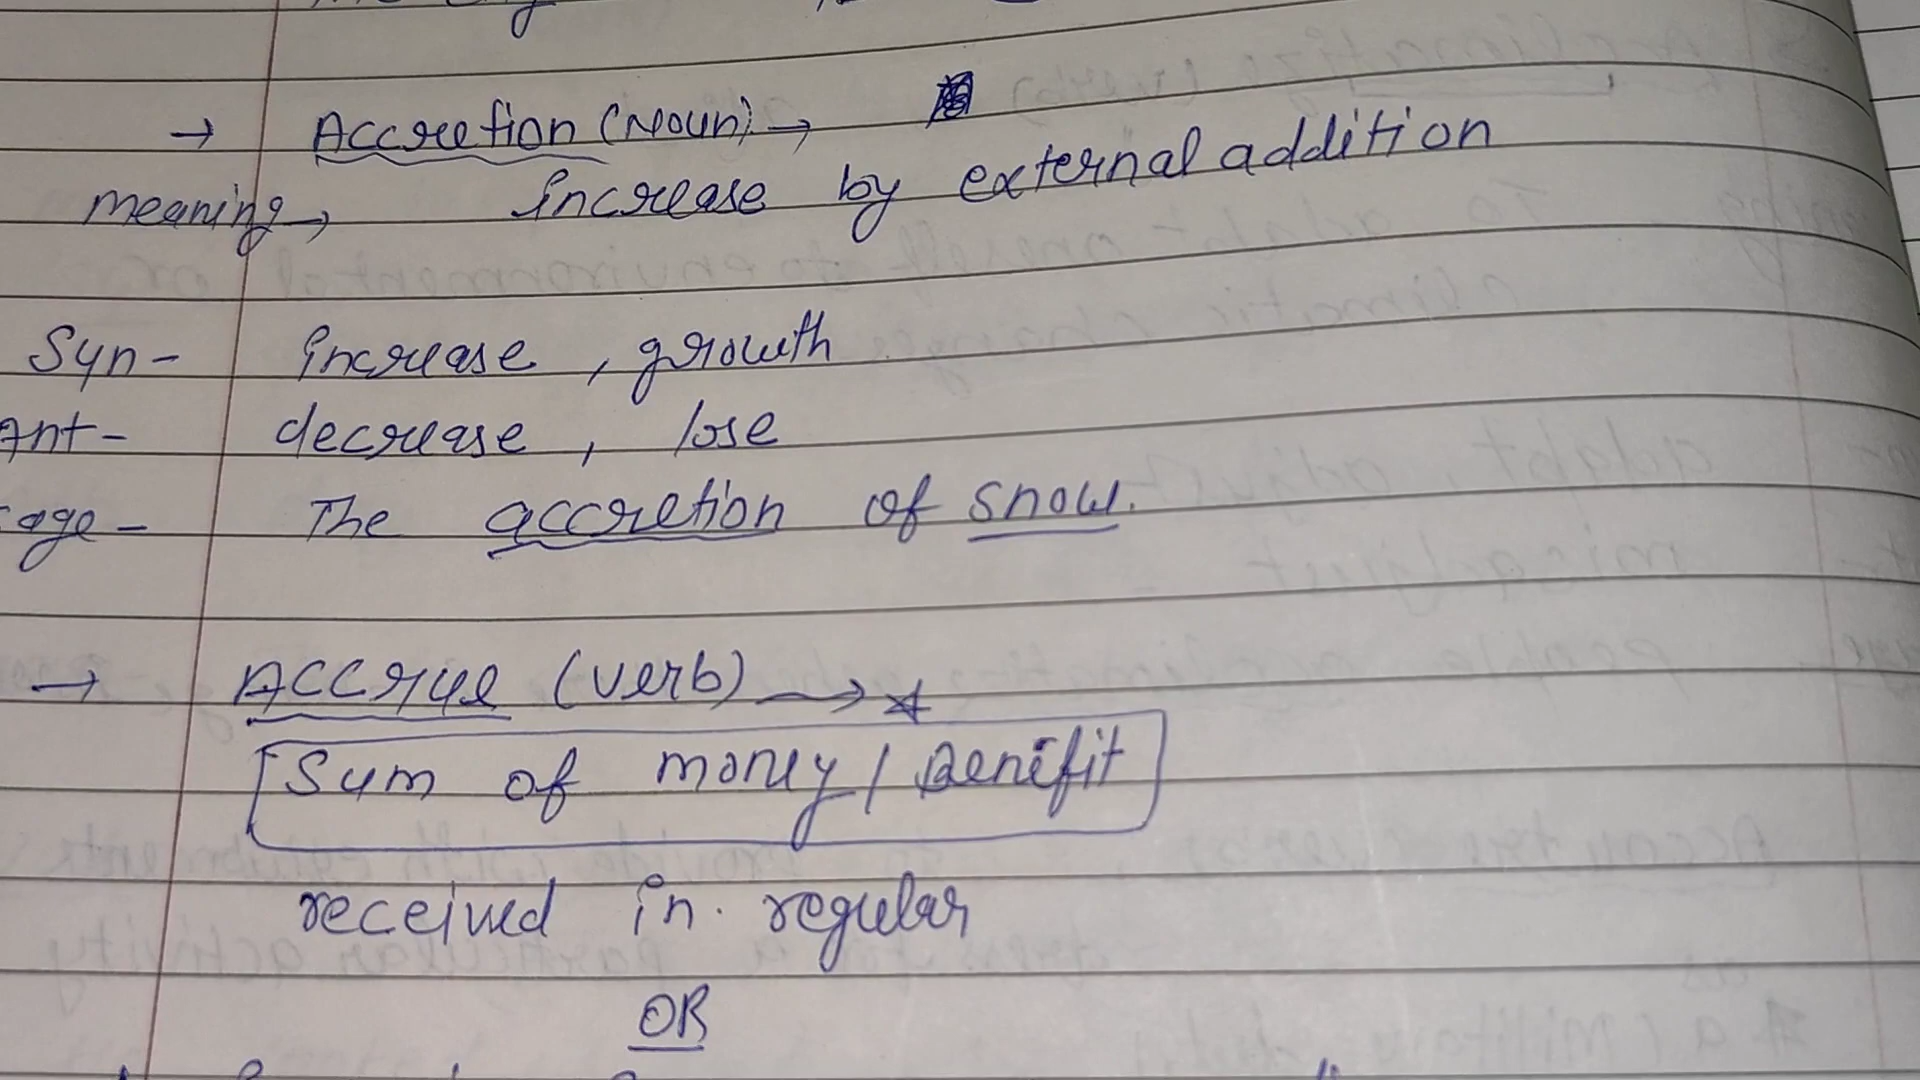 → Accretion (Noun) →
meaning → Increase by external addition
Syn - Increase, growth
Ant - decrease, lose
age - The accretion of snow.
→ Accrue (verb) →
Sum of money / Benefit
received in regular
OR